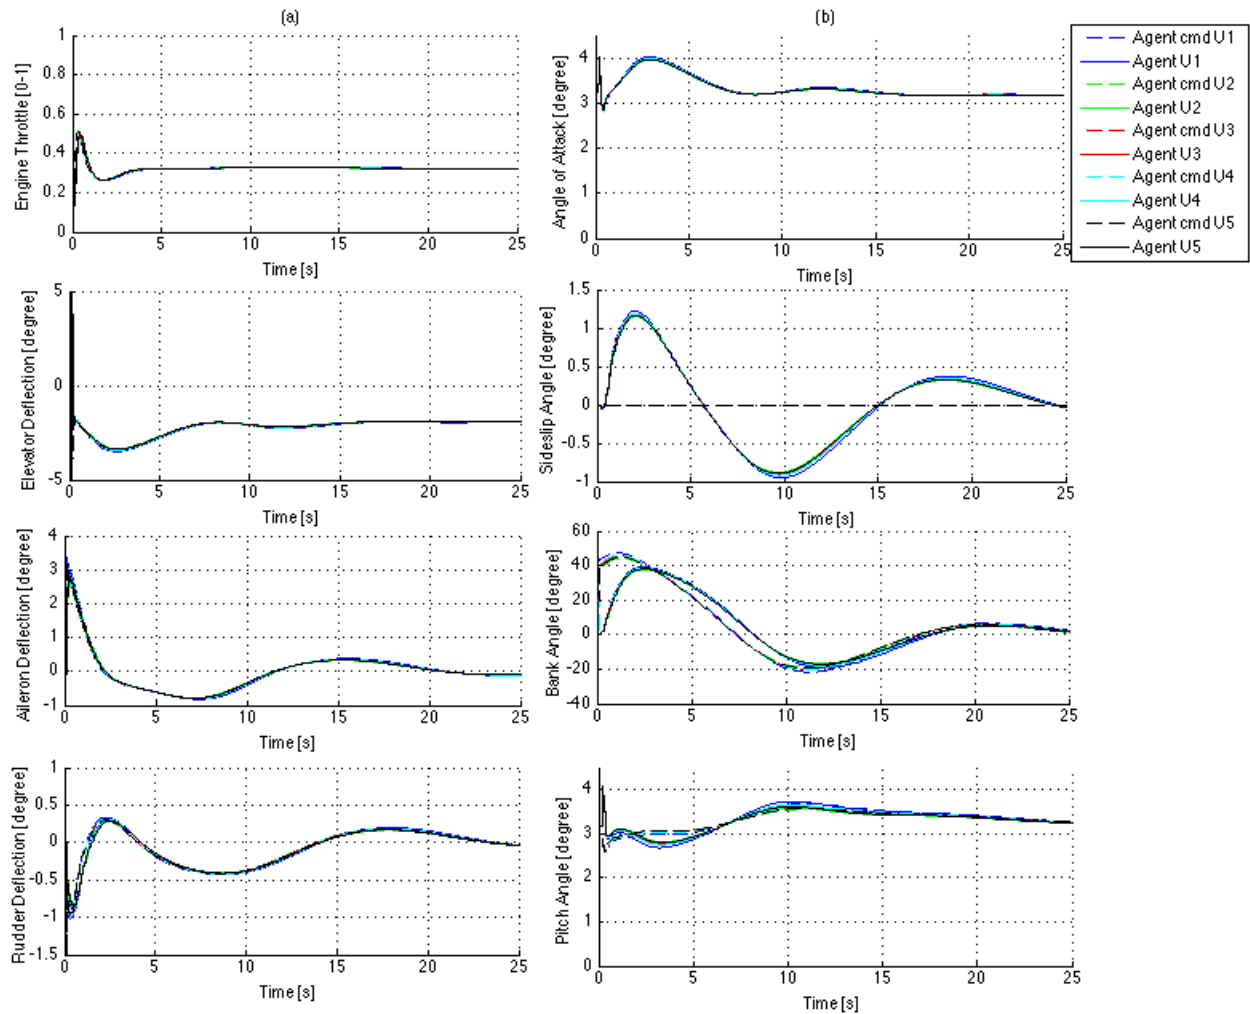 (a)
1
0.8
0.6
0.4
0.2
0
Engine Throttle [0-1]
0 5 10 15 20 25
Time [s]
5
0
-5
Elevator Deflection [degree]
0 5 10 15 20 25
Time [s]
4
3
2
1
0
-1
Aileron Deflection [degree]
0 5 10 15 20 25
Time [s]
1
0.5
0
-0.5
-1
-1.5
Rudder Deflection [degree]
0 5 10 15 20 25
Time [s]
(b)
4
3
2
1
0
Angle of Attack [degree]
0 5 10 15 20 25
Time [s]
1.5
1
0.5
0
-0.5
-1
Sideslip Angle [degree]
0 5 10 15 20 25
Time [s]
60
40
20
0
-20
-40
Bank Angle [degree]
0 5 10 15 20 25
Time [s]
4
3
2
1
0
Pitch Angle [degree]
0 5 10 15 20 25
Time [s]
Agent cmd U1
Agent U1
Agent cmd U2
Agent U2
Agent cmd U3
Agent U3
Agent cmd U4
Agent U4
Agent cmd U5
Agent U5